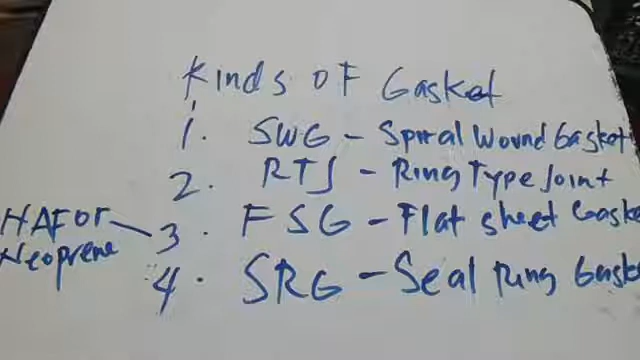 Kinds of Gasket
1. SWG - Spiral Wound Gasket
2. RTJ - Ring Type Joint
HAF or Neoprene
3. FSG - Flat sheet Gaske
4. SRG - Seal Ring Gaske